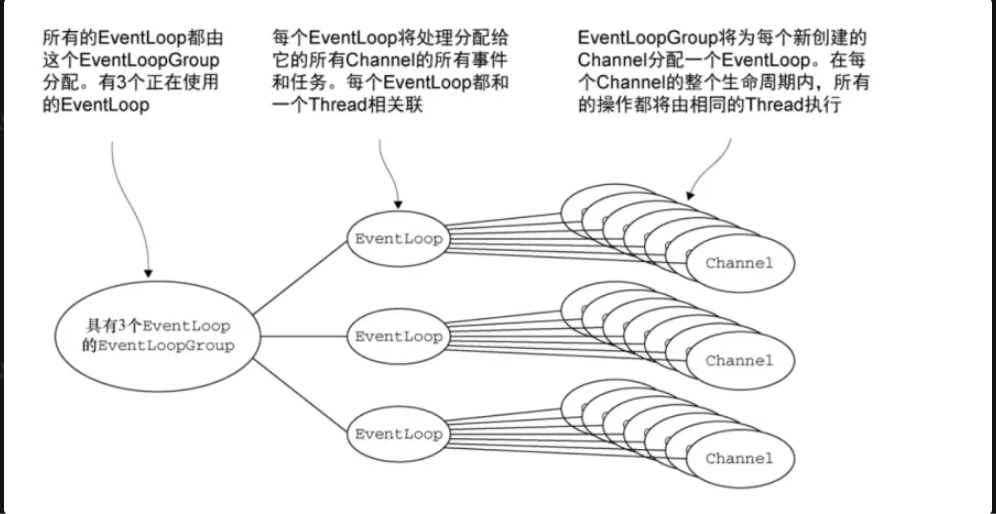 所有的EventLoop都由
这个EventLoopGroup
分配。有3个正在使用
的EventLoop
每个EventLoop将处理分配给
它的所有Channel的所有事件
和任务。每个EventLoop都和
一个Thread相关联
EventLoopGroup将为每个新创建的
Channel分配一个EventLoop。在每
个Channel的整个生命周期内，所有
的操作都将由相同的Thread执行
EventLoop
Channel
具有3个EventLoop
的EventLoopGroup
EventLoop
Channel
EventLoop
Channel